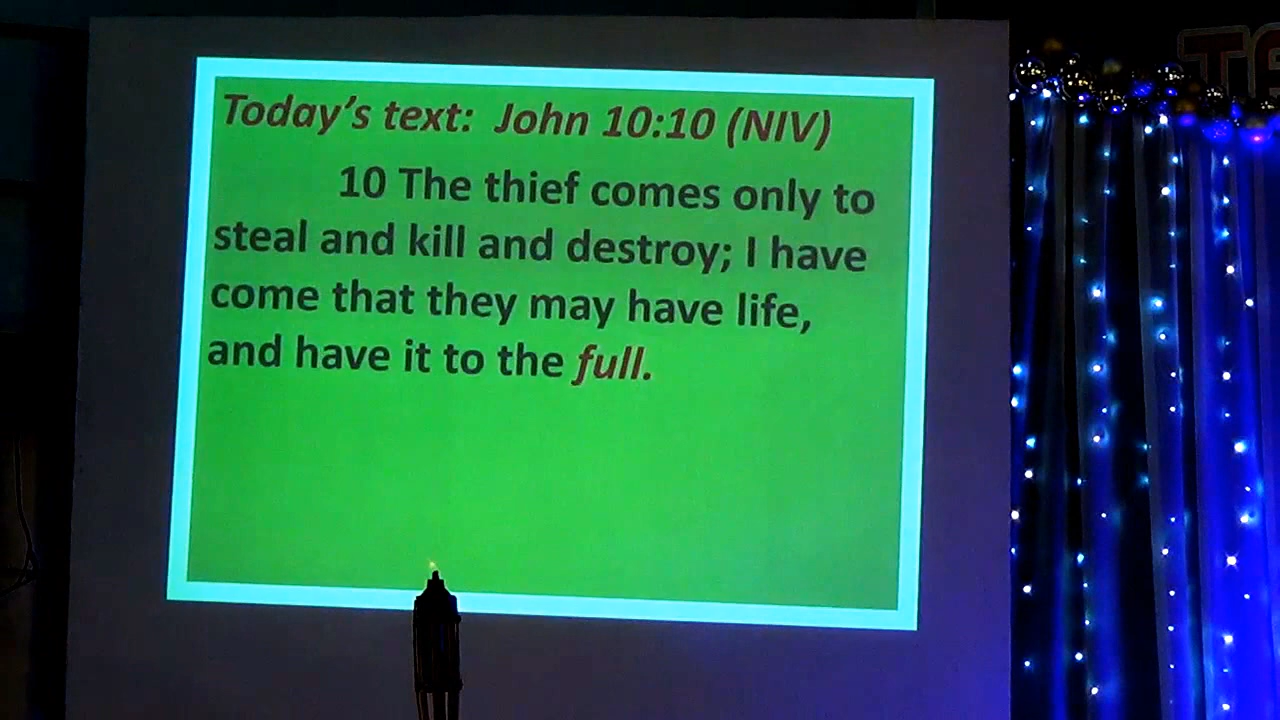 Today's text: John 10:10 (NIV)
10 The thief comes only to
steal and kill and destroy; I have
come that they may have life,
and have it to the full.